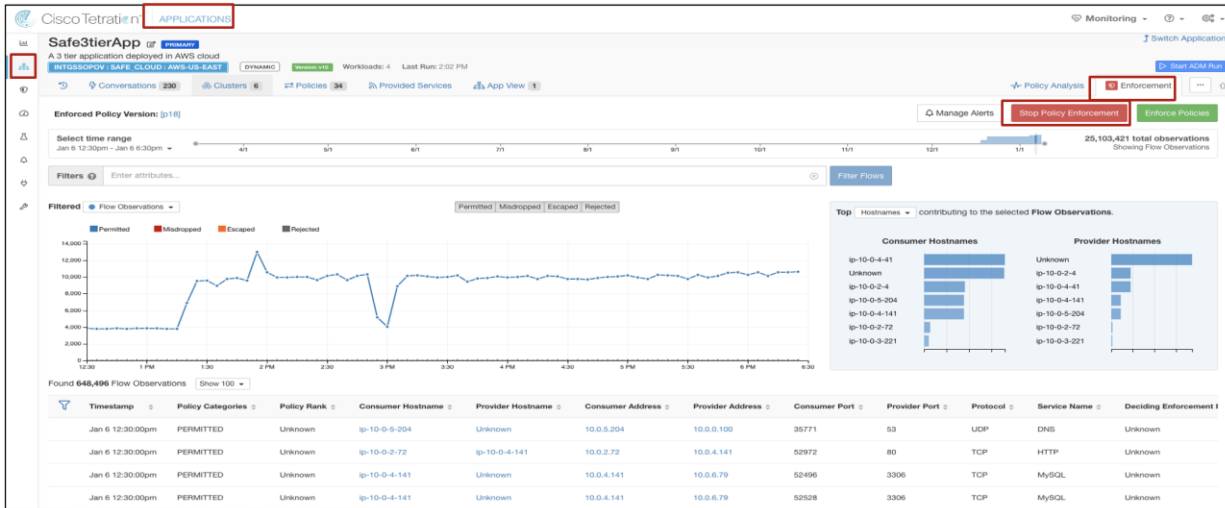 Cisco Tetration APPLICATIONS Monitoring
Safe3tierApp PRIMARY Switch Application
A 3 tier application deployed in AWS cloud
INTGSSOPOV : SAFE_CLOUD : AWS-US-EAST DYNAMIC Version: v10 Workloads: 4 Last Run: 2:02 PM Start ADM Run
Conversations 230 Clusters 6 Policies 34 Provided Services App View 1 Policy Analysis Enforcement ...
Enforced Policy Version: [p18] Manage Alerts Stop Policy Enforcement Enforce Policies
Select time range 25,103,421 total observations
Jan 6 12:30pm - Jan 6 6:30pm Showing Flow Observations
4/1 5/1 6/1 7/1 8/1 9/1 10/1 11/1 12/1 1/1
Filters Enter attributes... Filter Flows
Filtered Flow Observations Permitted Misdropped Escaped Rejected
Top Hostnames contributing to the selected Flow Observations.
Permitted Misdropped Escaped Rejected
14,000
12,000
10,000
8,000
6,000
4,000
2,000
0
12:30 1 PM 1:30 2 PM 2:30 3 PM 3:30 4 PM 4:30 5 PM 5:30 6 PM 6:30
Consumer Hostnames
ip-10-0-4-41
Unknown
ip-10-0-2-4
ip-10-0-5-204
ip-10-0-4-141
ip-10-0-2-72
ip-10-0-3-221
Provider Hostnames
Unknown
ip-10-0-2-4
ip-10-0-4-41
ip-10-0-4-141
ip-10-0-5-204
ip-10-0-2-72
ip-10-0-3-221
Found 648,496 Flow Observations Show 100
Timestamp Policy Categories Policy Rank Consumer Hostname Provider Hostname Consumer Address Provider Address Consumer Port Provider Port Protocol Service Name Deciding Enforcement
Jan 6 12:30:00pm PERMITTED Unknown ip-10-0-5-204 Unknown 10.0.5.204 10.0.0.100 35771 53 UDP DNS Unknown
Jan 6 12:30:00pm PERMITTED Unknown ip-10-0-2-72 ip-10-0-4-141 10.0.2.72 10.0.4.141 52972 80 TCP HTTP Unknown
Jan 6 12:30:00pm PERMITTED Unknown ip-10-0-4-141 Unknown 10.0.4.141 10.0.6.79 52496 3306 TCP MySQL Unknown
Jan 6 12:30:00pm PERMITTED Unknown ip-10-0-4-141 Unknown 10.0.4.141 10.0.6.79 52528 3306 TCP MySQL Unknown